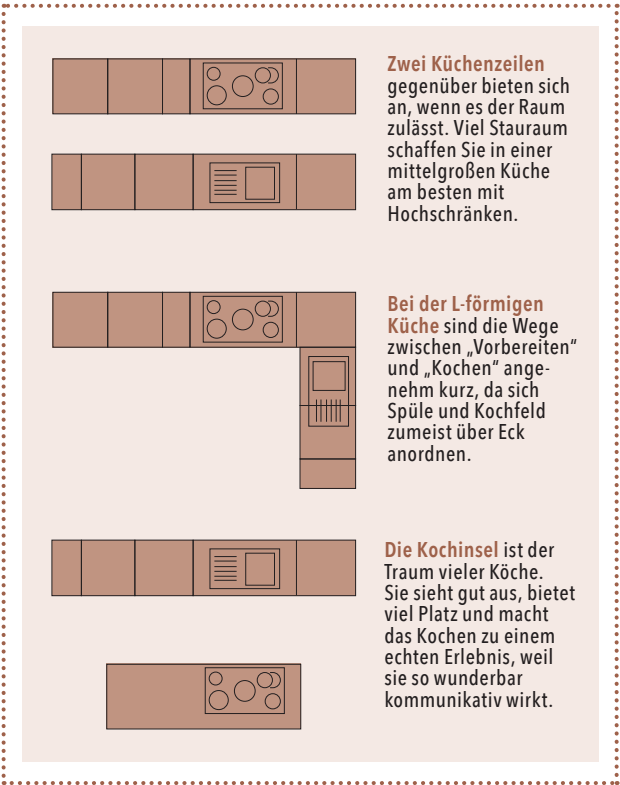 Zwei Küchenzeilen
gegenüber bieten sich
an, wenn es der Raum
zulässt. Viel Stauraum
schaffen Sie in einer
mittelgroßen Küche
am besten mit
Hochschränken.
Bei der L-förmigen
Küche sind die Wege
zwischen „Vorbereiten“
und „Kochen“ ange-
nehm kurz, da sich
Spüle und Kochfeld
zumeist über Eck
anordnen.
Die Kochinsel ist der
Traum vieler Köche.
Sie sieht gut aus, bietet
viel Platz und macht
das Kochen zu einem
echten Erlebnis, weil
sie so wunderbar
kommunikativ wirkt.